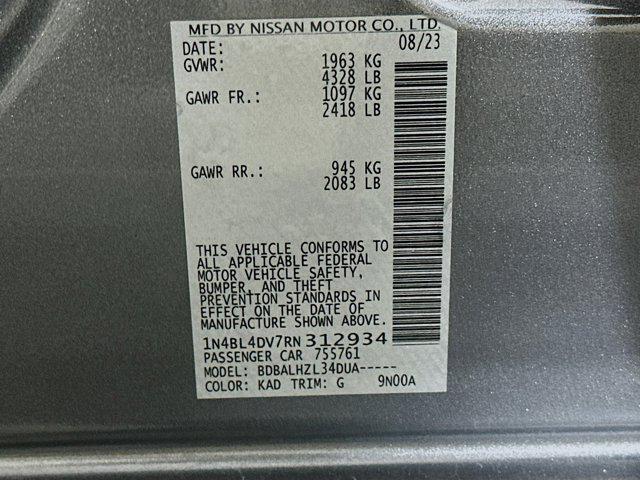 MFD BY NISSAN MOTOR CO., LTD.
DATE: 08/23
GVWR: 1963 KG
4328 LB
GAWR FR.: 1097 KG
2418 LB
GAWR RR.: 945 KG
2083 LB
THIS VEHICLE CONFORMS TO
ALL APPLICABLE FEDERAL
MOTOR VEHICLE SAFETY,
BUMPER, AND THEFT
PREVENTION STANDARDS IN
EFFECT ON THE DATE OF
MANUFACTURE SHOWN ABOVE.
1N4BL4DV7RN312934
PASSENGER CAR 755761
MODEL: BDBALHZL34DUA-----
COLOR: KAD TRIM: G 9N00A